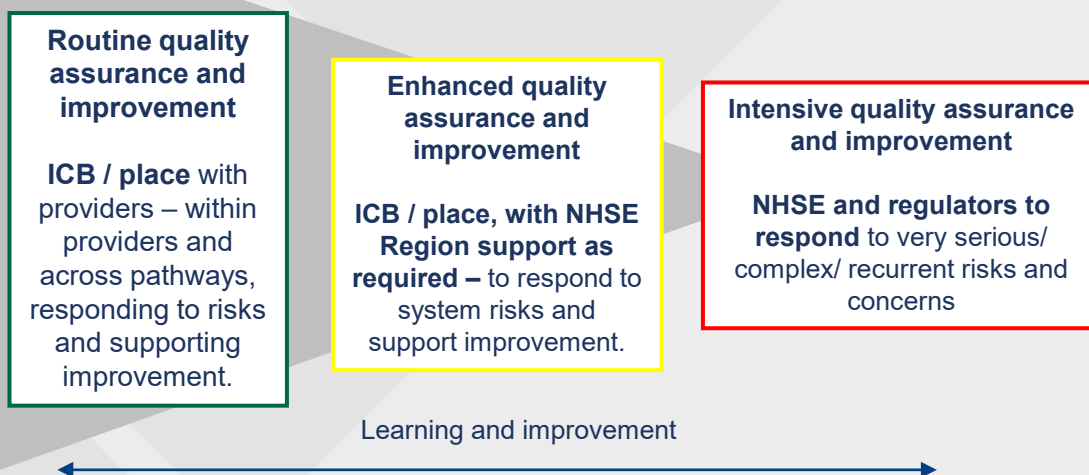 Routine quality
assurance and
improvement
ICB / place with
providers – within
providers and
across pathways,
responding to risks
and supporting
improvement.
Enhanced quality
assurance and
improvement
ICB / place, with NHSE
Region support as
required – to respond to
system risks and
support improvement.
Intensive quality assurance
and improvement
NHSE and regulators to
respond to very serious/
complex/ recurrent risks and
concerns
Learning and improvement